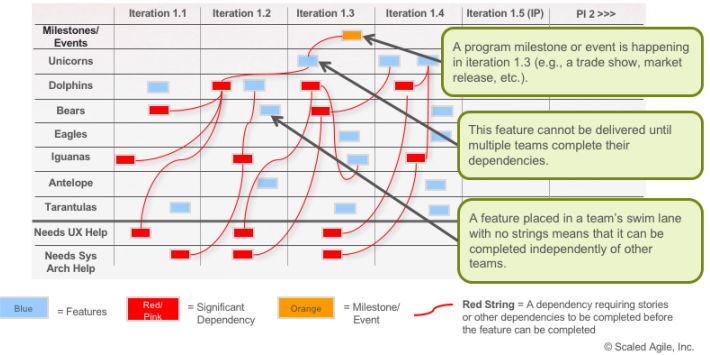 Iteration 1.1 Iteration 1.2 Iteration 1.3 Iteration 1.4 Iteration 1.5 (IP) PI 2 >>>
Milestones/
Events
Unicorns
Dolphins
Bears
Eagles
Iguanas
Antelope
Tarantulas
Needs UX Help
Needs Sys
Arch Help
A program milestone or event is happening
in iteration 1.3 (e.g., a trade show, market
release, etc.).
This feature cannot be delivered until
multiple teams complete their
dependencies.
A feature placed in a team's swim lane
with no strings means that it can be
completed independently of other
teams.
Blue
= Features
Red/
Pink
= Significant
Dependency
Orange
= Milestone/
Event
Red String = A dependency requiring stories
or other dependencies to be completed before
the feature can be completed
© Scaled Agile, Inc.